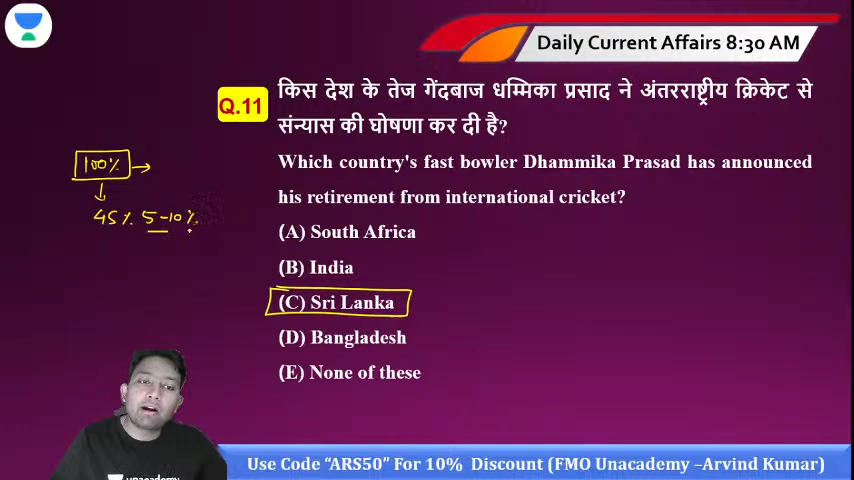 Daily Current Affairs 8:30 AM
Q.11
किस देश के तेज गेंदबाज धम्मिका प्रसाद ने अंतरराष्ट्रीय क्रिकेट से
संन्यास की घोषणा कर दी है?
Which country's fast bowler Dhammika Prasad has announced
his retirement from international cricket?
100%
45% 5-10%
(A) South Africa
(B) India
(C) Sri Lanka
(D) Bangladesh
(E) None of these
unacademy
Use Code “ARS50” For 10% Discount (FMO Unacademy –Arvind Kumar)